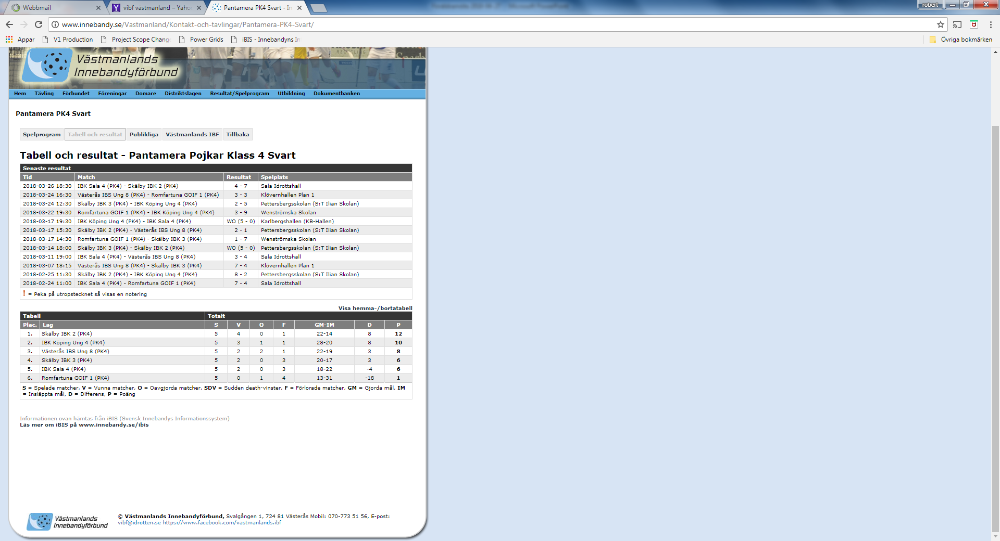 Webbmail
vibf västmanland – Yaho
Pantamera PK4 Svart - In
robert
www.innebandy.se/Vastmanland/Kontakt-och-tavlingar/Pantamera-PK4-Svart/
Appar V1 Production Project Scope Chang Power Grids iBIS - Innebandyns In Övriga bokmärken
Västmanlands
Innebandyförbund
Hem Tävling Förbundet Föreningar Domare Distriktslagen Resultat/Spelprogram Utbildning Dokumentbanken
Pantamera PK4 Svart
Spelprogram Tabell och resultat Publikliga Västmanlands IBF Tillbaka
Tabell och resultat - Pantamera Pojkar Klass 4 Svart
Senaste resultat
Tid Match Resultat Spelplats
2018-03-26 18:30 IBK Sala 4 (PK4) - Skälby IBK 2 (PK4) 4 - 7 Sala Idrottshall
2018-03-24 16:30 Västerås IBS Ung 8 (PK4) - Romfartuna GOIF 1 (PK4) 3 - 3 Klövernhallen Plan 1
2018-03-24 12:30 Skälby IBK 3 (PK4) - IBK Köping Ung 4 (PK4) 2 - 5 Pettersbergsskolan (S:T Ilian Skolan)
2018-03-22 19:30 Romfartuna GOIF 1 (PK4) - IBK Köping Ung 4 (PK4) 3 - 9 Wenströmska Skolan
2018-03-17 19:30 IBK Köping Ung 4 (PK4) - IBK Sala 4 (PK4) WO (5 - 0) Karlbergshallen (KB-Hallen)
2018-03-17 15:30 Skälby IBK 2 (PK4) - Västerås IBS Ung 8 (PK4) 2 - 1 Pettersbergsskolan (S:T Ilian Skolan)
2018-03-17 14:30 Romfartuna GOIF 1 (PK4) - Skälby IBK 3 (PK4) 1 - 7 Wenströmska Skolan
2018-03-14 18:00 Skälby IBK 3 (PK4) - Skälby IBK 2 (PK4) WO (5 - 0) Pettersbergsskolan (S:T Ilian Skolan)
2018-03-11 19:00 IBK Sala 4 (PK4) - Västerås IBS Ung 8 (PK4) 3 - 4 Sala Idrottshall
2018-03-07 18:15 Västerås IBS Ung 8 (PK4) - Skälby IBK 3 (PK4) 7 - 4 Klövernhallen Plan 1
2018-02-25 11:30 Skälby IBK 2 (PK4) - IBK Köping Ung 4 (PK4) 8 - 2 Pettersbergsskolan (S:T Ilian Skolan)
2018-02-24 11:00 IBK Sala 4 (PK4) - Romfartuna GOIF 1 (PK4) 7 - 4 Sala Idrottshall
! = Peka på utropstecknet så visas en notering
Visa hemma-/bortatabell
Tabell Totalt
Plac. Lag S V O F GM-IM D P
1. Skälby IBK 2 (PK4) 5 4 0 1 22-14 8 12
2. IBK Köping Ung 4 (PK4) 5 3 1 1 28-20 8 10
3. Västerås IBS Ung 8 (PK4) 5 2 2 1 22-19 3 8
4. Skälby IBK 3 (PK4) 5 2 0 3 20-17 3 6
5. IBK Sala 4 (PK4) 5 2 0 3 18-22 -4 6
6. Romfartuna GOIF 1 (PK4) 5 0 1 4 13-31 -18 1
S = Spelade matcher, V = Vunna matcher, O = Oavgjorda matcher, SDV = Sudden death-vinster, F = Förlorade matcher, GM = Gjorda mål, IM
= Insläppta mål, D = Differens, P = Poäng
Informationen ovan hämtas från iBIS (Svensk Innebandys Informationssystem)
Läs mer om iBIS på www.innebandy.se/ibis
Västmanlands
Innebandyförbund
© Västmanlands Innebandyförbund, Svalgången 1, 724 81 Västerås Mobil: 070-773 51 56, E-post:
vibf@idrotten.se https://www.facebook.com/vastmanlands.ibf